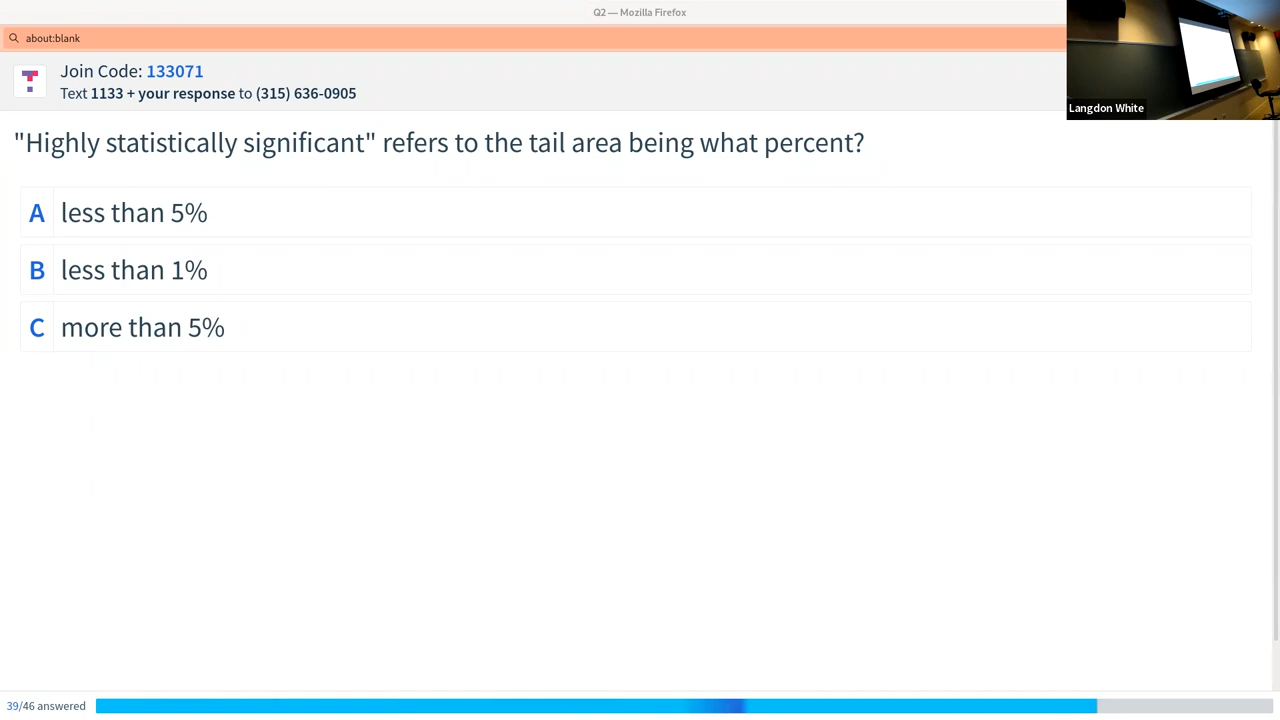 Q2 — Mozilla Firefox
about:blank
Join Code: 133071
Text 1133 + your response to (315) 636-0905
Langdon White
"Highly statistically significant" refers to the tail area being what percent?
A less than 5%
B less than 1%
C more than 5%
39/46 answered